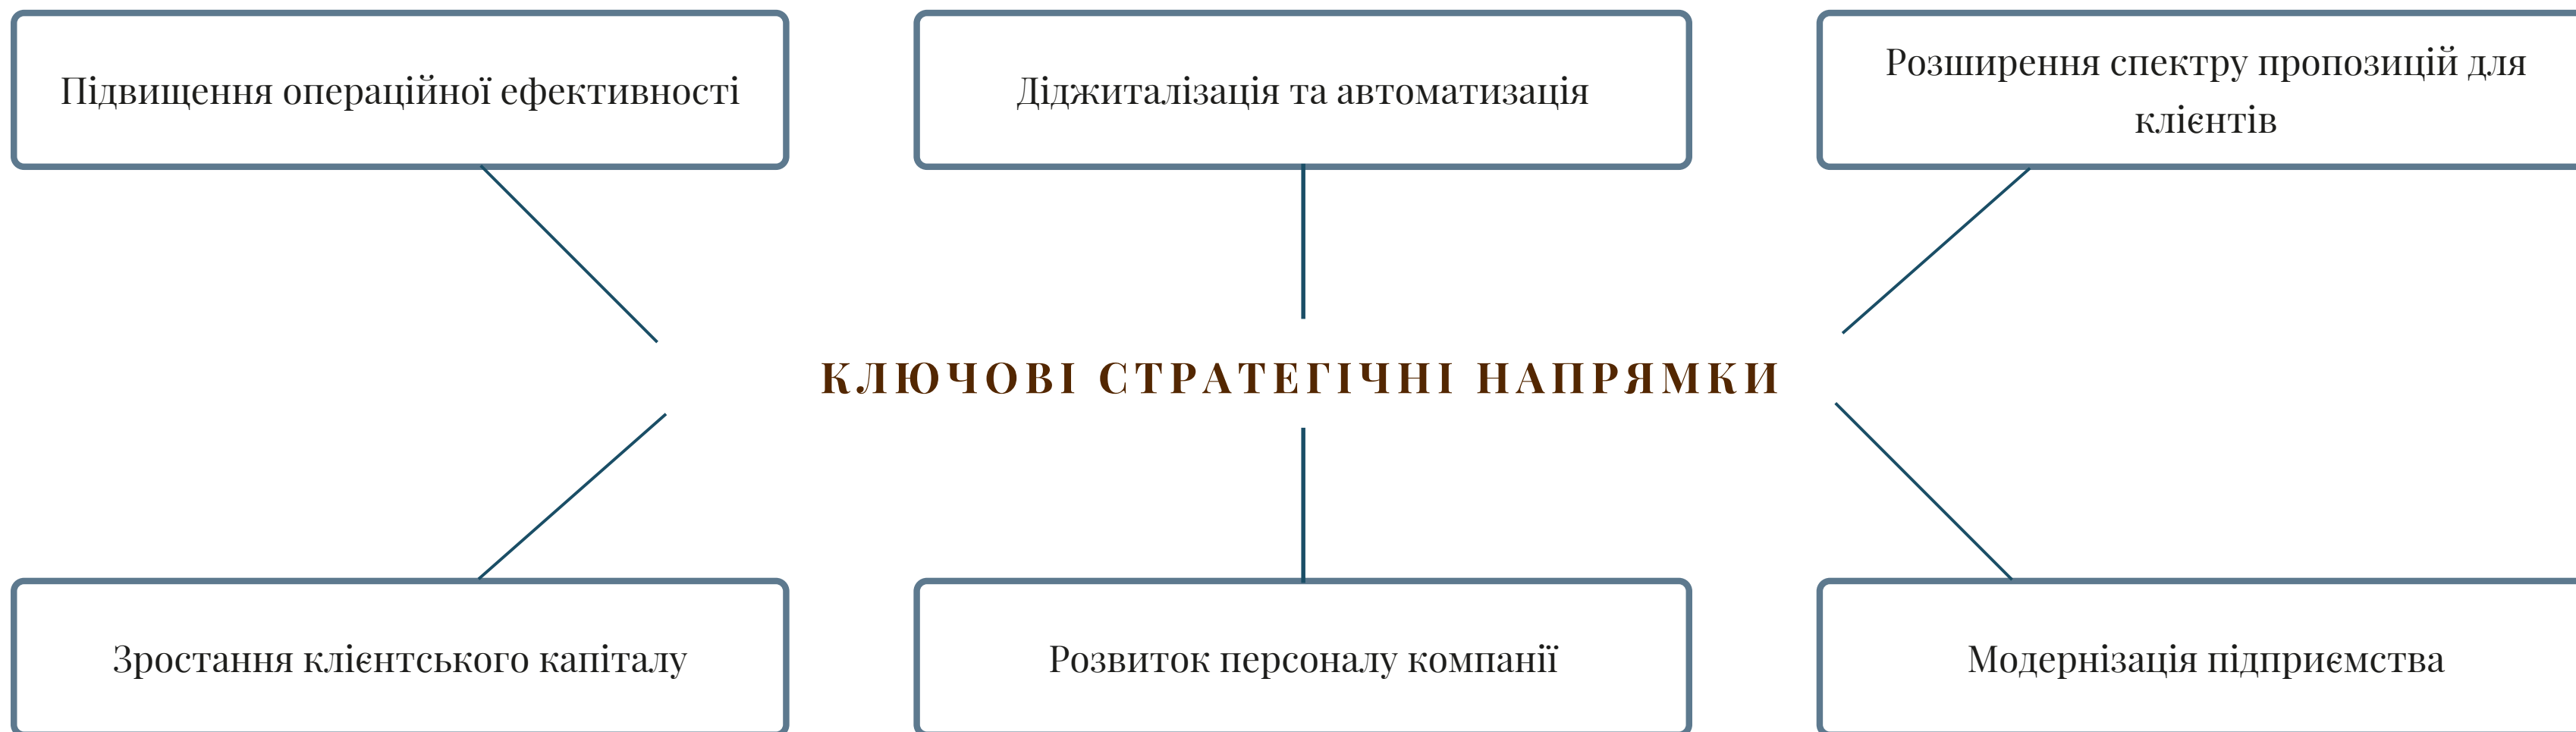 Підвищення операційної ефективності
Діджиталізація та автоматизація
Розширення спектру пропозицій для
клієнтів
КЛЮЧОВІ СТРАТЕГІЧНІ НАПРЯМКИ
Зростання клієнтського капіталу
Розвиток персоналу компанії
Модернізація підприємства